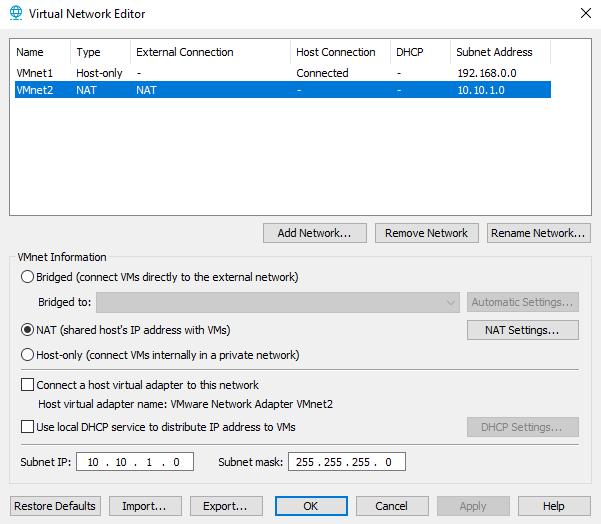 Virtual Network Editor
Name Type External Connection Host Connection DHCP Subnet Address
VMnet1 Host-only - Connected - 192.168.0.0
VMnet2 NAT NAT - - 10.10.1.0
Add Network... Remove Network Rename Network...
VMnet Information
Bridged (connect VMs directly to the external network)
Bridged to: Automatic Settings...
NAT (shared host's IP address with VMs) NAT Settings...
Host-only (connect VMs internally in a private network)
Connect a host virtual adapter to this network
Host virtual adapter name: VMware Network Adapter VMnet2
Use local DHCP service to distribute IP address to VMs DHCP Settings...
Subnet IP: 10 . 10 . 1 . 0 Subnet mask: 255 . 255 . 255 . 0
Restore Defaults Import... Export... OK Cancel Apply Help